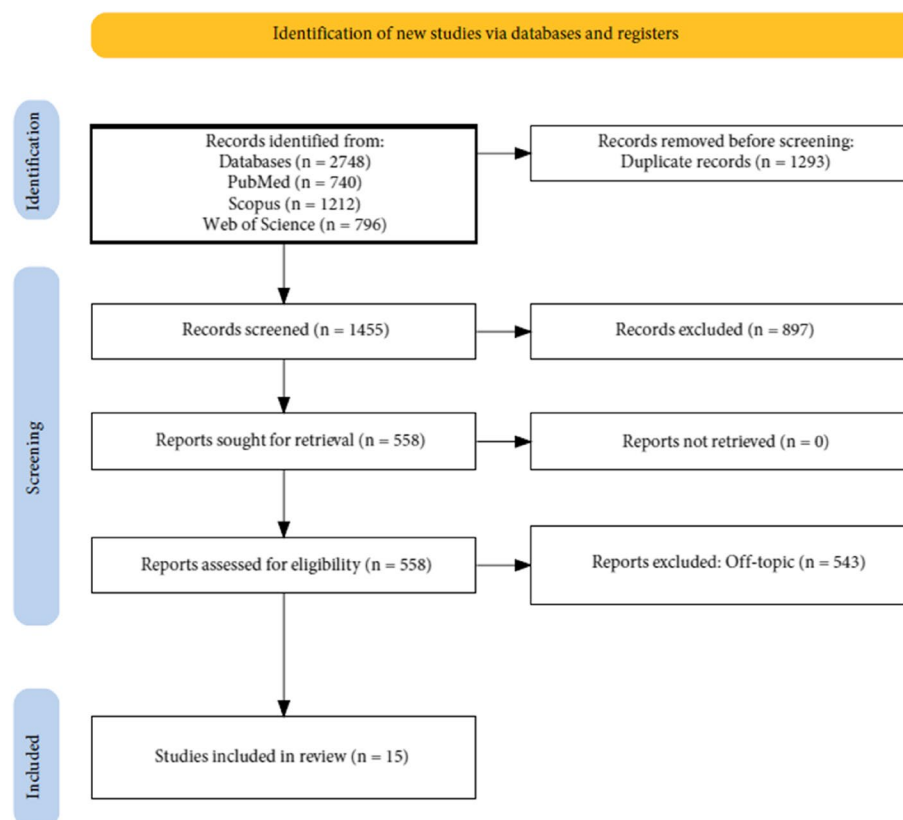 Identification of new studies via databases and registers
Identification
Records identified from:
Databases (n = 2748)
PubMed (n = 740)
Scopus (n = 1212)
Web of Science (n = 796)
Records removed before screening:
Duplicate records (n = 1293)
Screening
Records screened (n = 1455)
Records excluded (n = 897)
Reports sought for retrieval (n = 558)
Reports not retrieved (n = 0)
Reports assessed for eligibility (n = 558)
Reports excluded: Off-topic (n = 543)
Included
Studies included in review (n = 15)